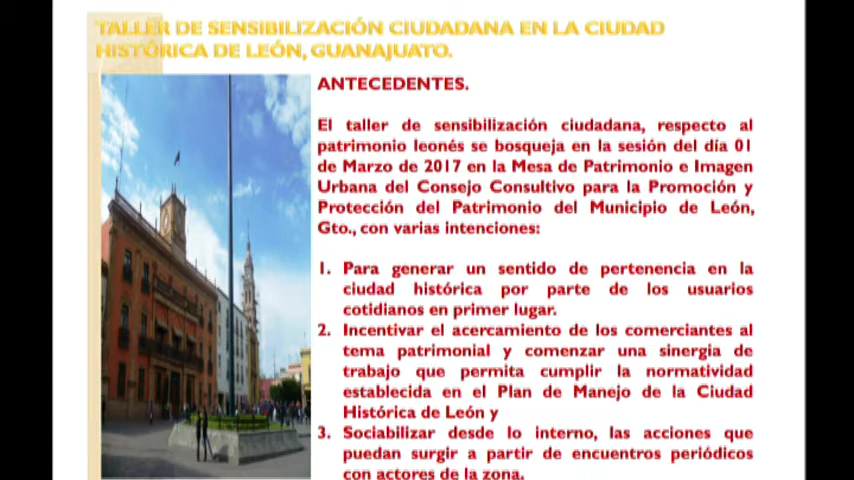 TALLER DE SENSIBILIZACIÓN CIUDADANA EN LA CIUDAD
HISTÓRICA DE LEÓN, GUANAJUATO.
ANTECEDENTES.
El taller de sensibilización ciudadana, respecto al
patrimonio leonés se bosqueja en la sesión del día 01
de Marzo de 2017 en la Mesa de Patrimonio e Imagen
Urbana del Consejo Consultivo para la Promoción y
Protección del Patrimonio del Municipio de León,
Gto., con varias intenciones:
1. Para generar un sentido de pertenencia en la
ciudad histórica por parte de los usuarios
cotidianos en primer lugar.
2. Incentivar el acercamiento de los comerciantes al
tema patrimonial y comenzar una sinergia de
trabajo que permita cumplir la normatividad
establecida en el Plan de Manejo de la Ciudad
Histórica de León y
3. Sociabilizar desde lo interno, las acciones que
puedan surgir a partir de encuentros periódicos
con actores de la zona.